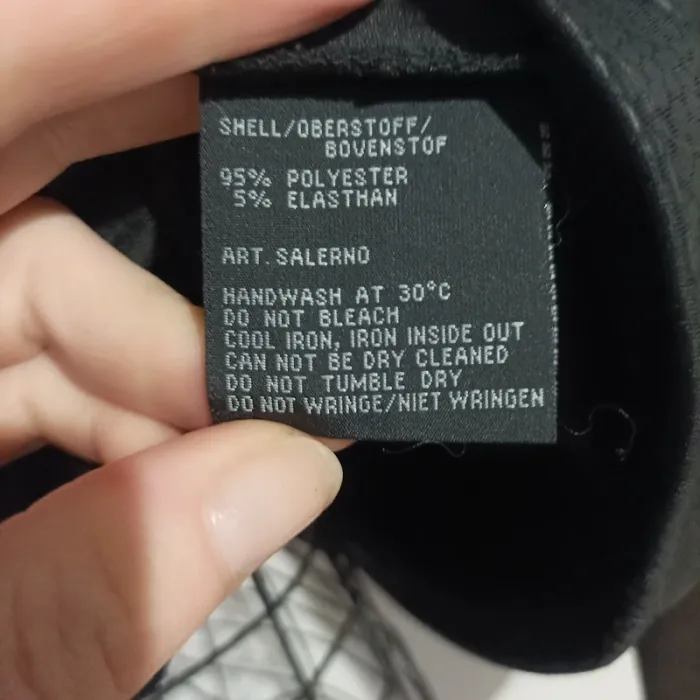 SHELL/OBERSTOFF/
BOVENSTOF
95% POLYESTER
5% ELASTHAN
ART. SALERNO
HANDWASH AT 30°C
DO NOT BLEACH
COOL IRON, IRON INSIDE OUT
CAN NOT BE DRY CLEANED
DO NOT TUMBLE DRY
DO NOT WRINGE/NIET WRINGEN